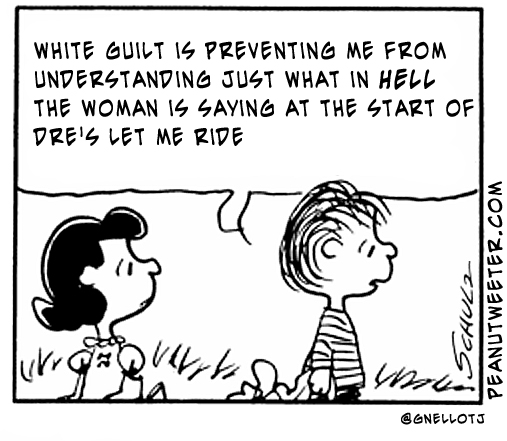 WHITE GUILT IS PREVENTING ME FROM
UNDERSTANDING JUST WHAT IN HELL
THE WOMAN IS SAYING AT THE START OF
DRE'S LET ME RIDE
SCHULZ
PEANUTWEETER.COM
@GNELLOTJ